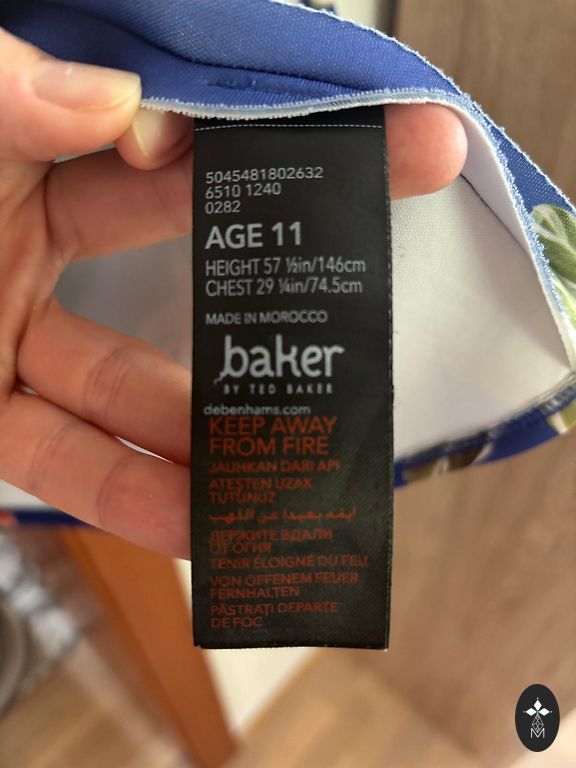 5045481802632
6510 1240
0282
AGE 11
HEIGHT 57 ½in/146cm
CHEST 29 ¼in/74.5cm
MADE IN MOROCCO
baker
BY TED BAKER
debenhams.com
KEEP AWAY
FROM FIRE
JAUHKAN DARI API
ATEŞTEN UZAK
TUTUNUZ
أبقه بعيدا عن اللهب
ДЕРЖИТЕ ВДАЛИ
ОТ ОГНЯ
TENIR ÉLOIGNÉ DU FEU
VON OFFENEM FEUER
FERNHALTEN
PĂSTRAŢI DEPARTE
DE FOC
M